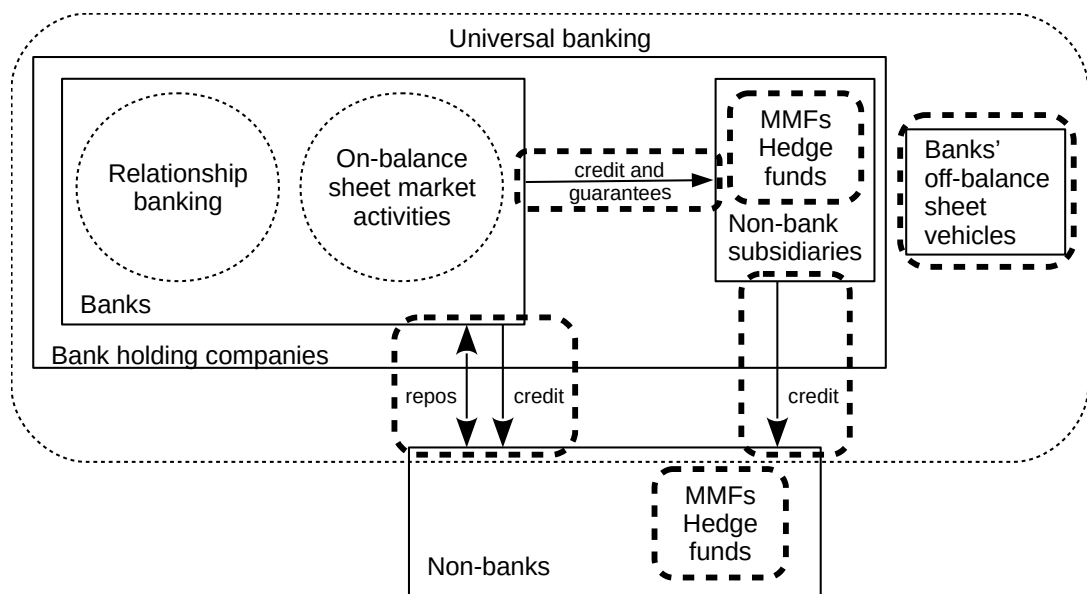 Universal banking
Relationship
banking
On-balance
sheet market
activities
credit and
guarantees
MMFs
Hedge
funds
Non-bank
subsidiaries
Banks’
off-balance
sheet
vehicles
Banks
Bank holding companies
repos
credit
credit
MMFs
Hedge
funds
Non-banks